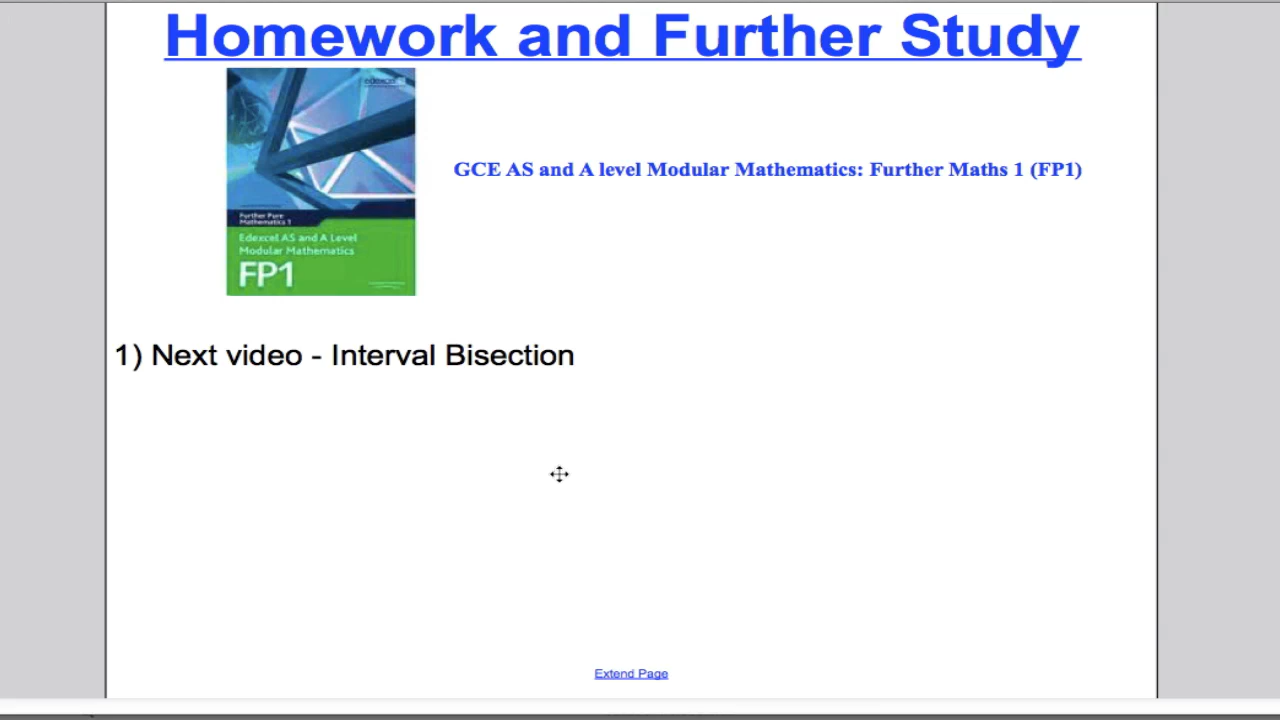 Homework and Further Study
GCE AS and A level Modular Mathematics: Further Maths 1 (FP1)
Further Pure
Mathematics 1
Edexcel AS and A Level
Modular Mathematics
FP1
1) Next video - Interval Bisection
Extend Page